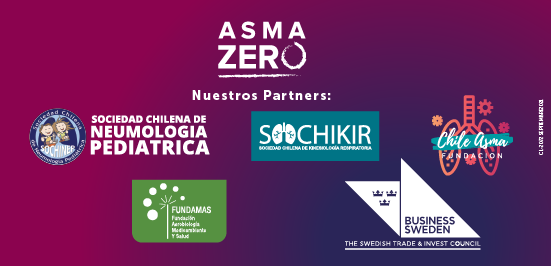 ASMA
ZERO
Nuestros Partners:
SOCIEDAD CHILENA DE
NEUMOLOGIA
PEDIATRICA
SOCHIKIR
SOCIEDAD CHILENA DE KINESIOLOGÍA RESPIRATORIA
Chile Asma
FUNDACIÓN
FUNDAMAS
Fundación
Aerobiología
Medioambiente
Y Salud
BUSINESS
SWEDEN
THE SWEDISH TRADE & INVEST COUNCIL